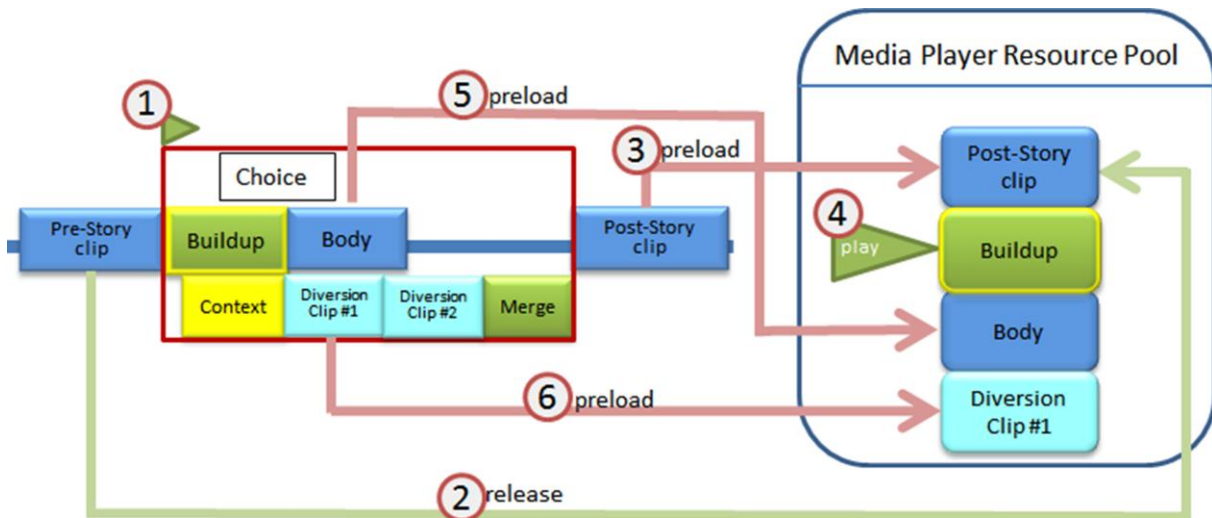 Media Player Resource Pool
1
5 preload
3 preload
Post-Story
clip
Choice
4
play
Pre-Story
clip
Buildup
Body
Post-Story
clip
Buildup
Context
Diversion
Clip #1
Diversion
Clip #2
Merge
Body
6 preload
Diversion
Clip #1
2 release